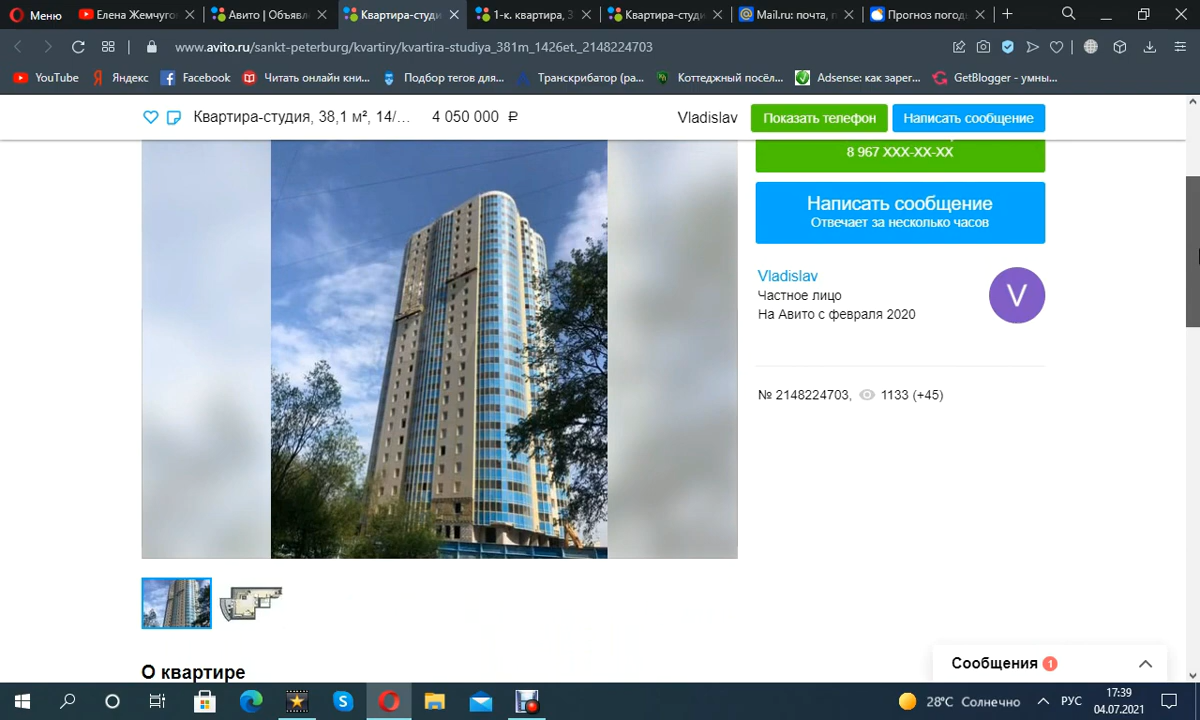 Меню
Елена Жемчугов
Авито | Объявл
Квартира-студи
1-к. квартира, 3
Квартира-студи
Mail.ru: почта, п
Прогноз погод
www.avito.ru/sankt-peterburg/kvartiry/kvartira-studiya_381m_1426et._2148224703
YouTube
Яндекс
Facebook
Читать онлайн кни...
Подбор тегов для...
Транскрибатор (ра...
Коттеджный посёл...
Adsense: как зарег...
GetBlogger - умны...
Квартира-студия, 38,1 м², 14/...
4 050 000 ₽
Vladislav
Показать телефон
Написать сообщение
8 967 XXX-XX-XX
Написать сообщение
Отвечает за несколько часов
Vladislav
Частное лицо
На Авито с февраля 2020
V
№ 2148224703, 1133 (+45)
О квартире
Сообщения 1
28°C Солнечно
РУС
17:39
04.07.2021